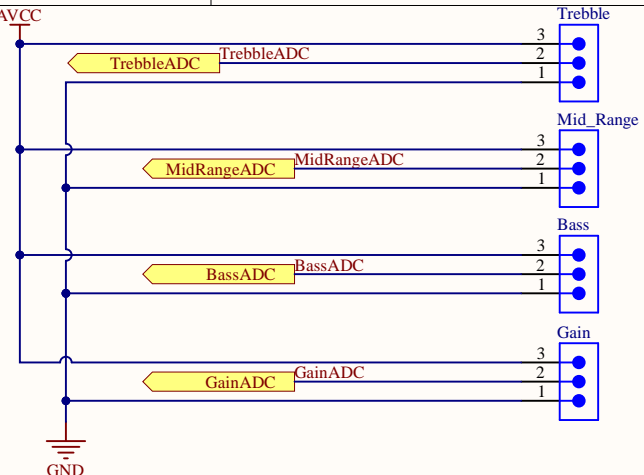 AVCC
Trebble
3
TrebbleADC
TrebbleADC
2
1
Mid_Range
3
MidRangeADC
MidRangeADC
2
1
Bass
3
BassADC
BassADC
2
1
Gain
3
GainADC
GainADC
2
1
GND